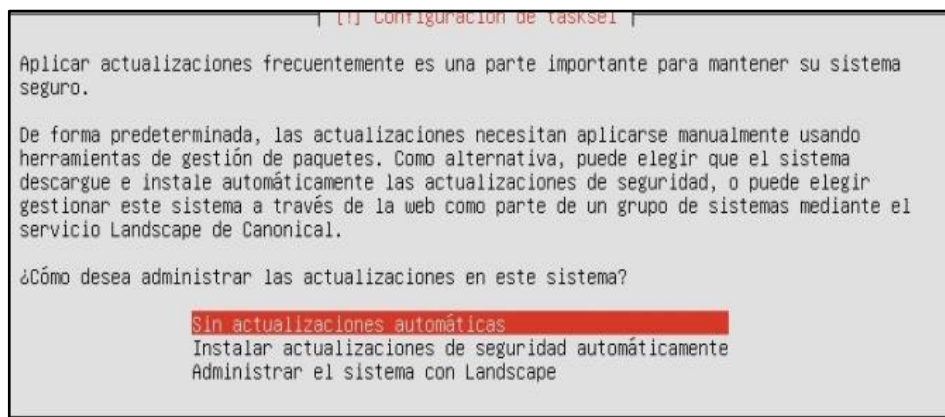 [!] Configuración de tasksel
Aplicar actualizaciones frecuentemente es una parte importante para mantener su sistema
seguro.
De forma predeterminada, las actualizaciones necesitan aplicarse manualmente usando
herramientas de gestión de paquetes. Como alternativa, puede elegir que el sistema
descargue e instale automáticamente las actualizaciones de seguridad, o puede elegir
gestionar este sistema a través de la web como parte de un grupo de sistemas mediante el
servicio Landscape de Canonical.
¿Cómo desea administrar las actualizaciones en este sistema?
Sin actualizaciones automáticas
Instalar actualizaciones de seguridad automáticamente
Administrar el sistema con Landscape